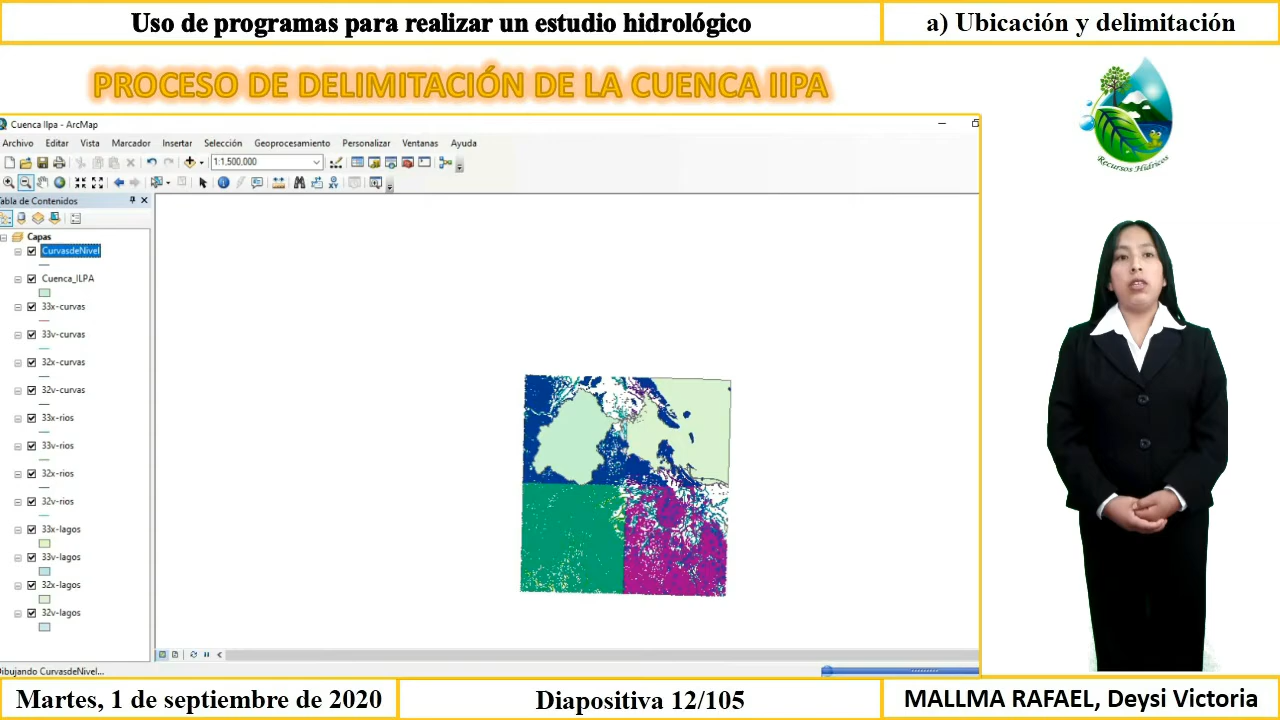 Uso de programas para realizar un estudio hidrológico
a) Ubicación y delimitación
PROCESO DE DELIMITACIÓN DE LA CUENCA IIPA
Recursos Hídricos
Cuenca Ilpa - ArcMap
Archivo Editar Vista Marcador Insertar Selección Geoprocesamiento Personalizar Ventanas Ayuda
1:1,500,000
Tabla de Contenidos
Capas
CurvasdeNivel
Cuenca_ILPA
33x-curvas
33v-curvas
32x-curvas
32v-curvas
33x-rios
33v-rios
32x-rios
32v-rios
33x-lagos
33v-lagos
32x-lagos
32v-lagos
Dibujando CurvasdeNivel...
Martes, 1 de septiembre de 2020
Diapositiva 12/105
MALLMA RAFAEL, Deysi Victoria